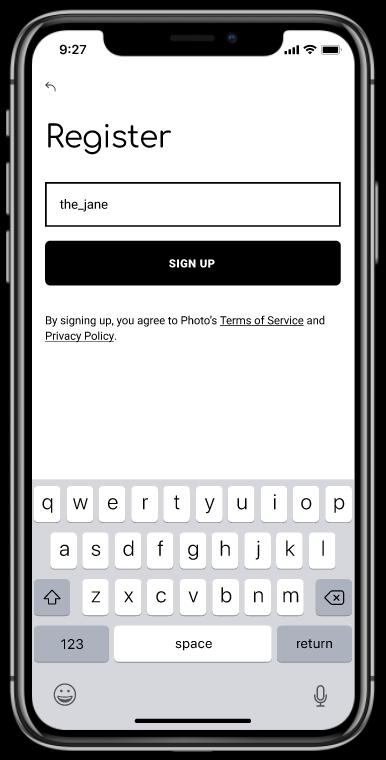 9:27
Register
the_jane
SIGN UP
By signing up, you agree to Photo's Terms of Service and
Privacy Policy.
q w e r t y u i o p
a s d f g h j k l
z x c v b n m
123 space return